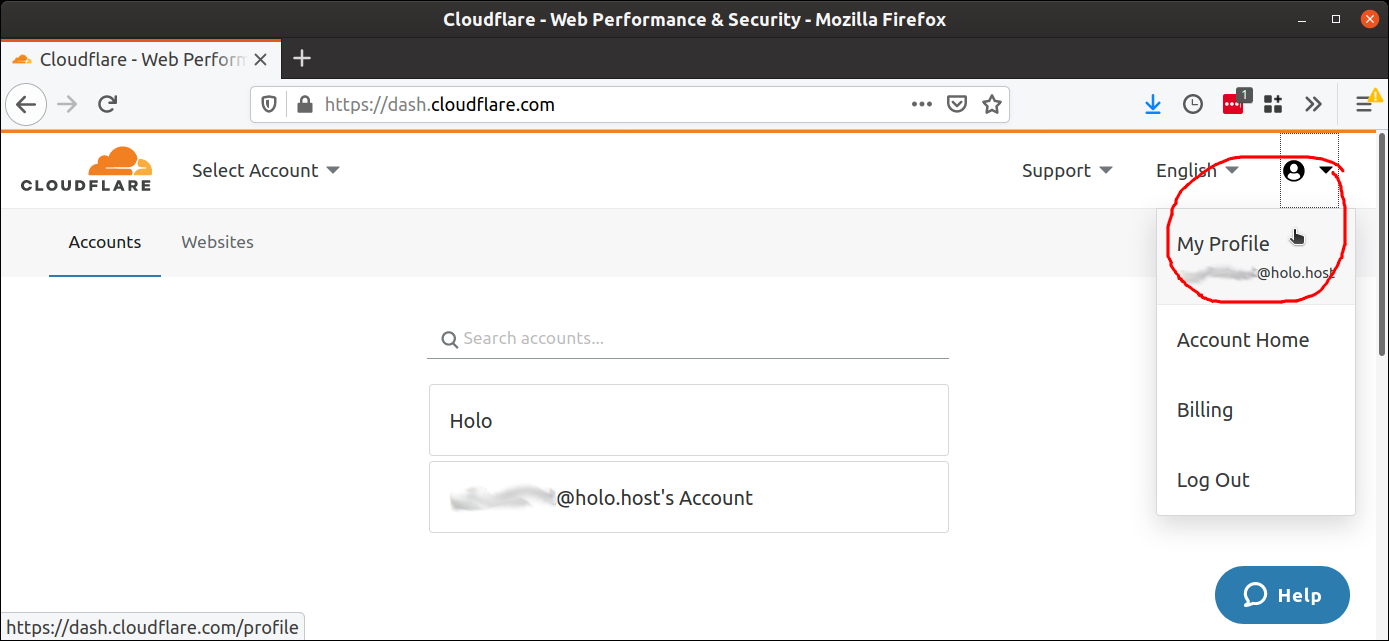 Cloudflare - Web Performance & Security - Mozilla Firefox
Cloudflare - Web Perform
https://dash.cloudflare.com
1
CLOUDFLARE
Select Account
Support
English
Accounts
Websites
My Profile
@holo.host
Search accounts...
Account Home
Holo
Billing
@holo.host's Account
Log Out
Help
https://dash.cloudflare.com/profile